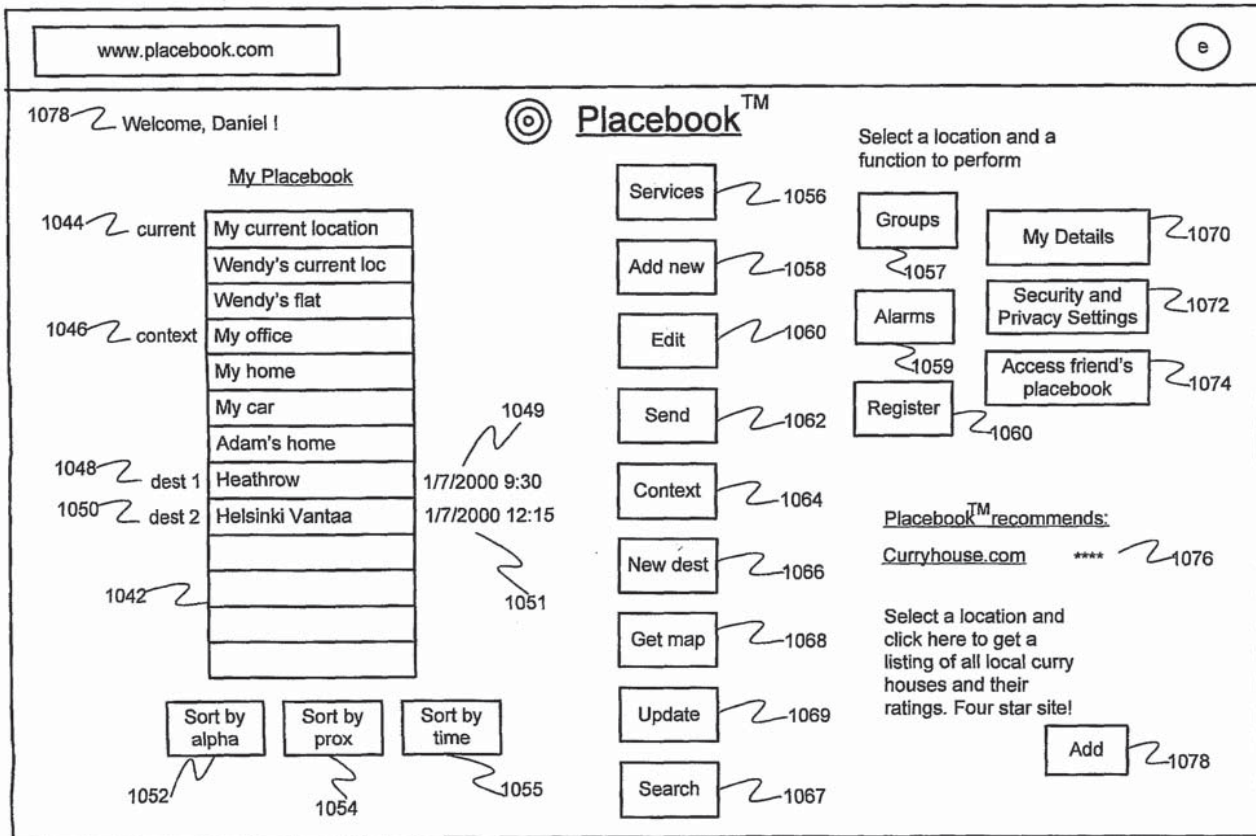 www.placebook.com
e
1078 Welcome, Daniel !
Placebook TM
My Placebook
1044 current My current location
Wendy's current loc
Wendy's flat
1046 context My office
My home
My car
Adam's home
1049
1048 dest 1 Heathrow 1/7/2000 9:30
1050 dest 2 Helsinki Vantaa 1/7/2000 12:15
1042
1051
Sort by
alpha
Sort by
prox
Sort by
time
1052
1054
1055
Services 1056
Add new 1058
Edit 1060
Send 1062
Context 1064
New dest 1066
Get map 1068
Update 1069
Search 1067
Select a location and a
function to perform
Groups
1057
Alarms
1059
Register
1060
My Details 1070
Security and
Privacy Settings 1072
Access friend's
placebook 1074
Placebook TM recommends:
Curryhouse.com **** 1076
Select a location and
click here to get a
listing of all local curry
houses and their
ratings. Four star site!
Add 1078